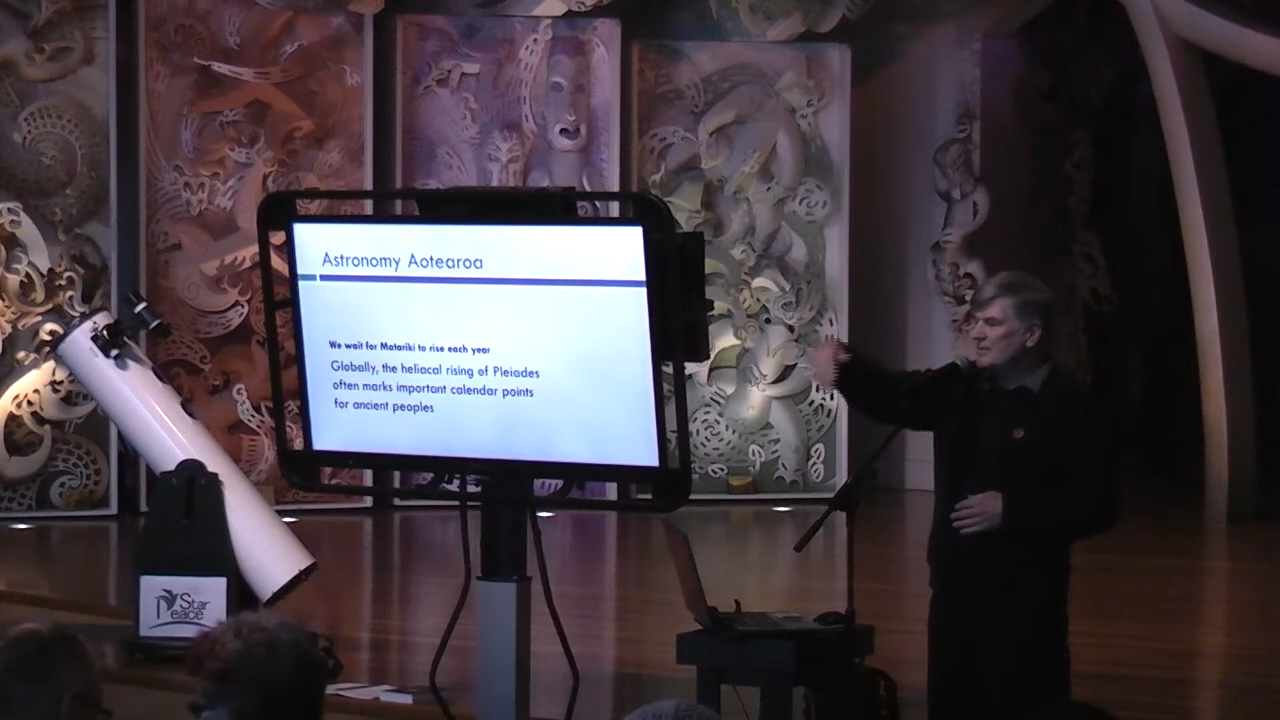 Astronomy Aotearoa
We wait for Matariki to rise each year
Globally, the heliacal rising of Pleiades
often marks important calendar points
for ancient peoples
Star
Peace